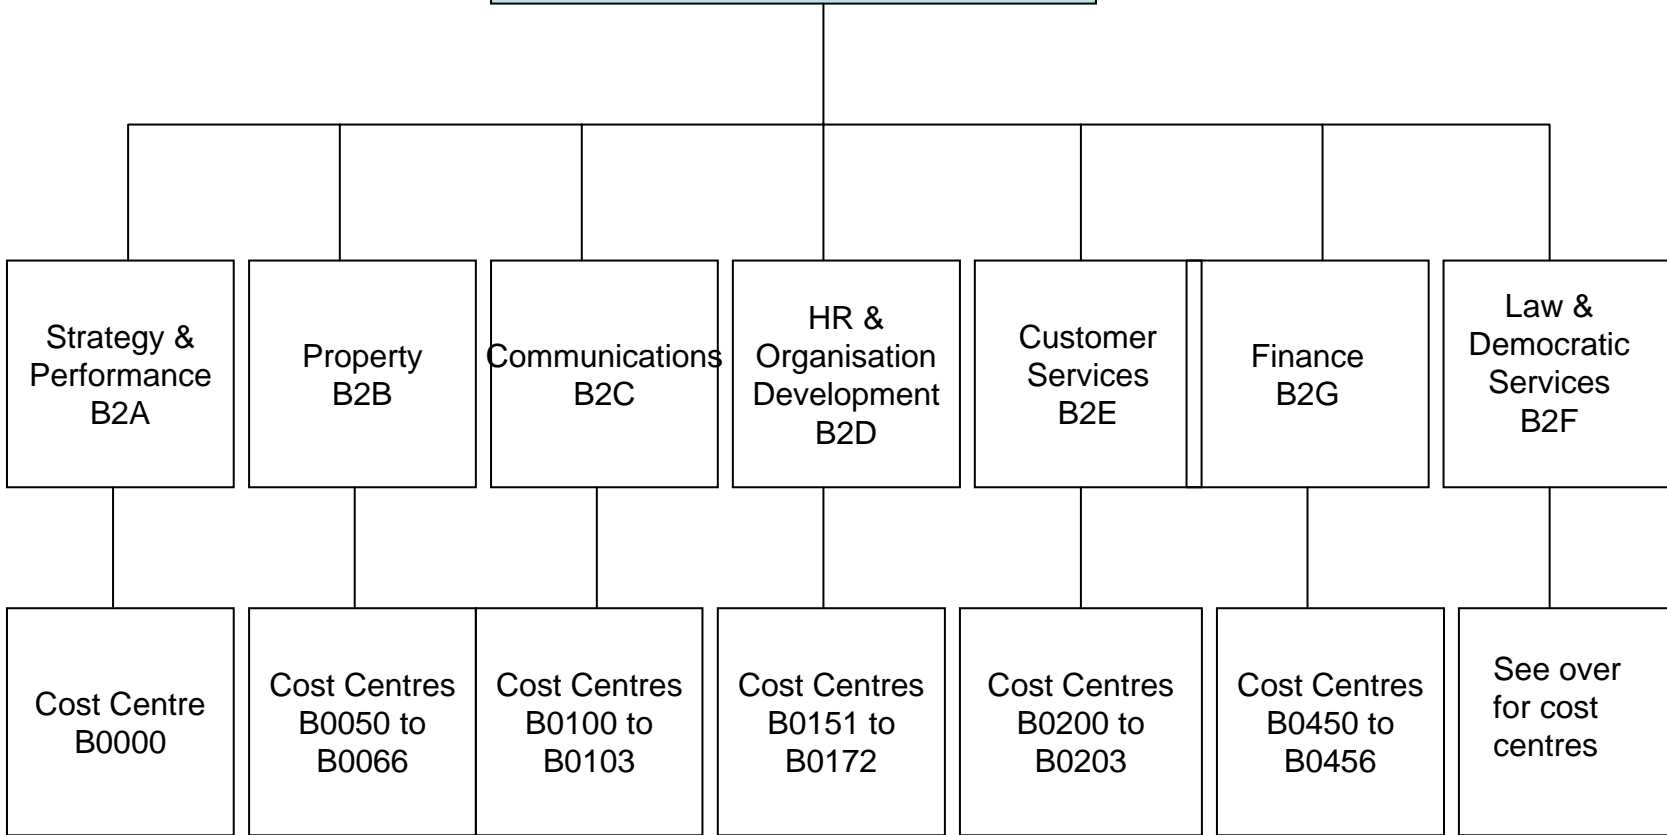 Strategy &
Performance
B2A
Property
B2B
Communications
B2C
HR &
Organisation
Development
B2D
Customer
Services
B2E
Finance
B2G
Law &
Democratic
Services
B2F
Cost Centre
B0000
Cost Centres
B0050 to
B0066
Cost Centres
B0100 to
B0103
Cost Centres
B0151 to
B0172
Cost Centres
B0200 to
B0203
Cost Centres
B0450 to
B0456
See over
for cost
centres